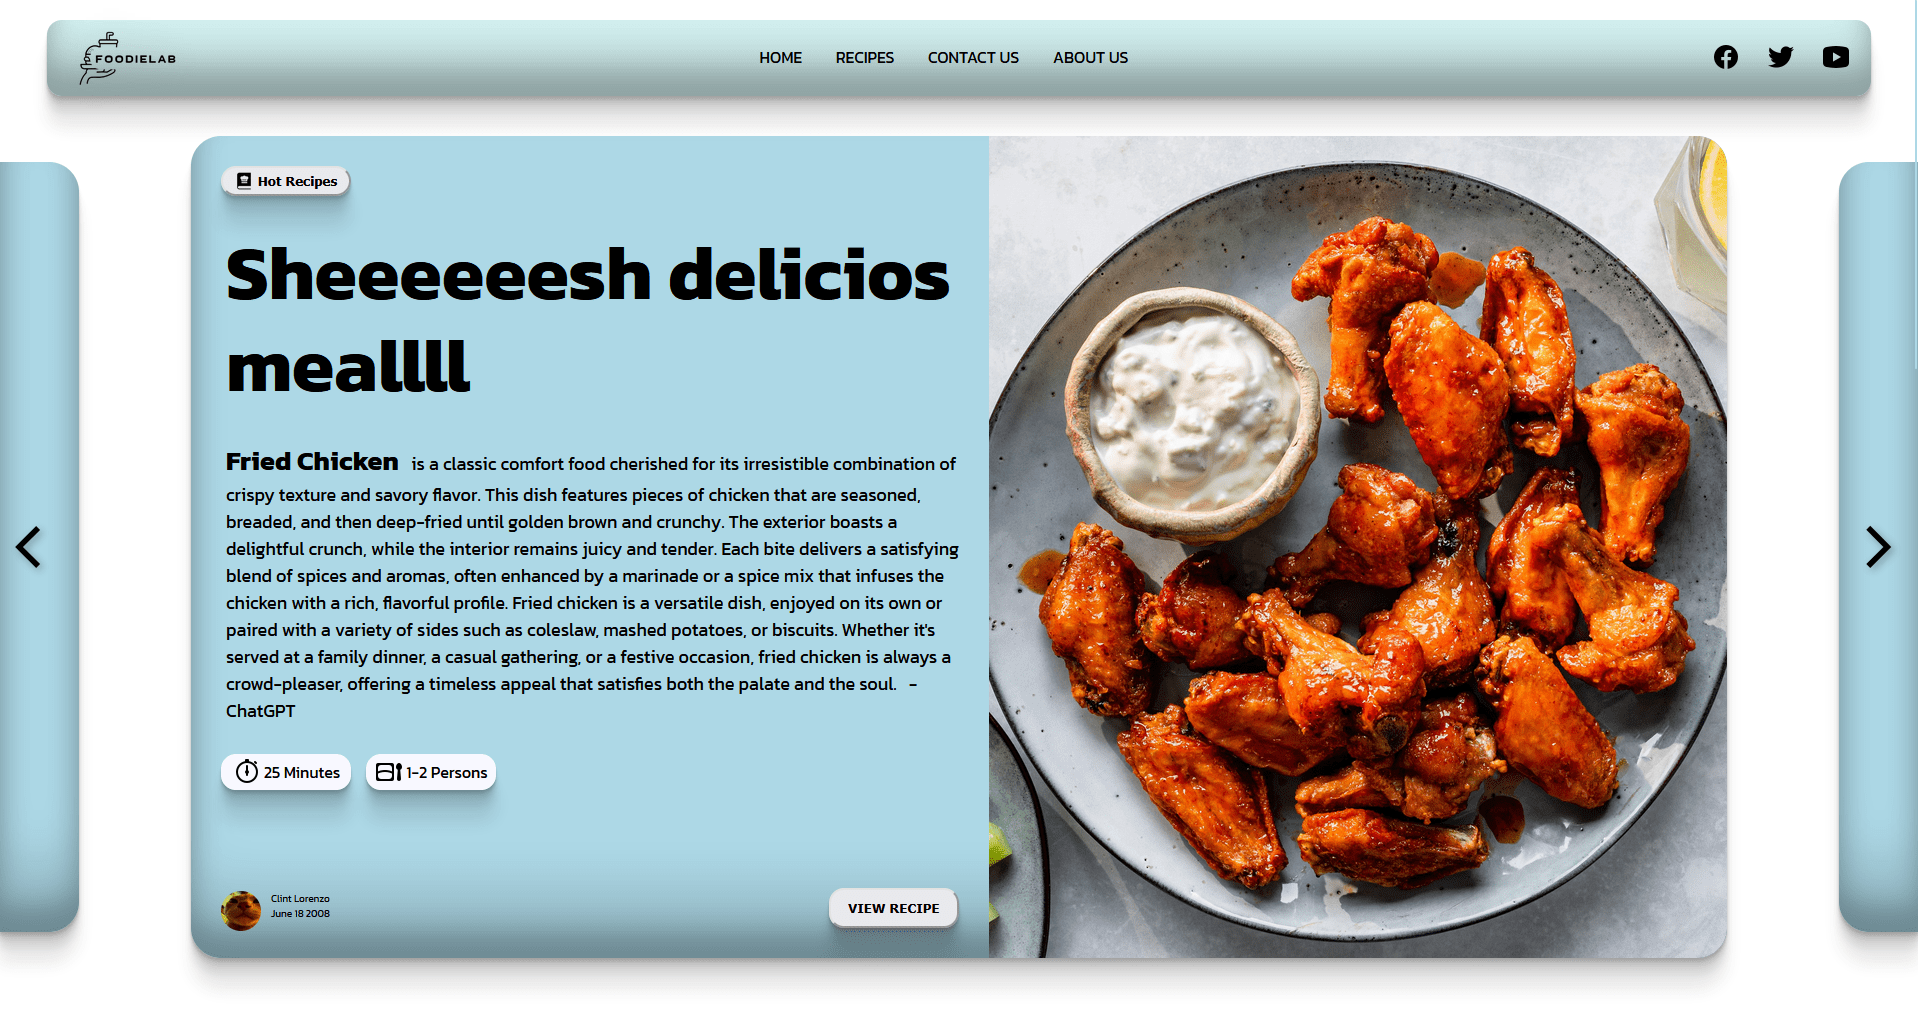 FOODIELAB
HOME RECIPES CONTACT US ABOUT US
Hot Recipes
Sheeeeeesh delicios
meallll
Fried Chicken is a classic comfort food cherished for its irresistible combination of
crispy texture and savory flavor. This dish features pieces of chicken that are seasoned,
breaded, and then deep-fried until golden brown and crunchy. The exterior boasts a
delightful crunch, while the interior remains juicy and tender. Each bite delivers a satisfying
blend of spices and aromas, often enhanced by a marinade or a spice mix that infuses the
chicken with a rich, flavorful profile. Fried chicken is a versatile dish, enjoyed on its own or
paired with a variety of sides such as coleslaw, mashed potatoes, or biscuits. Whether it's
served at a family dinner, a casual gathering, or a festive occasion, fried chicken is always a
crowd-pleaser, offering a timeless appeal that satisfies both the palate and the soul. -
ChatGPT
25 Minutes 1-2 Persons
Clint Lorenzo
June 18 2008
VIEW RECIPE